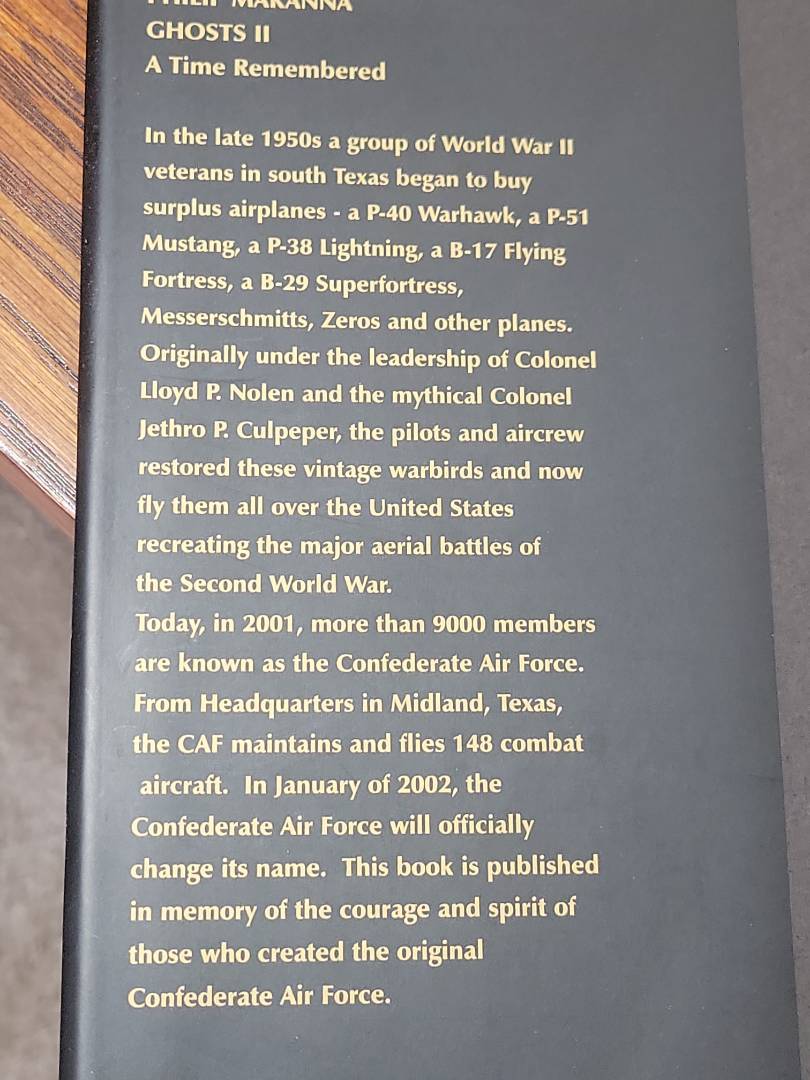 PHILIP MAKANNA
GHOSTS II
A Time Remembered
In the late 1950s a group of World War II
veterans in south Texas began to buy
surplus airplanes - a P-40 Warhawk, a P-51
Mustang, a P-38 Lightning, a B-17 Flying
Fortress, a B-29 Superfortress,
Messerschmitts, Zeros and other planes.
Originally under the leadership of Colonel
Lloyd P. Nolen and the mythical Colonel
Jethro P. Culpeper, the pilots and aircrew
restored these vintage warbirds and now
fly them all over the United States
recreating the major aerial battles of
the Second World War.
Today, in 2001, more than 9000 members
are known as the Confederate Air Force.
From Headquarters in Midland, Texas,
the CAF maintains and flies 148 combat
aircraft. In January of 2002, the
Confederate Air Force will officially
change its name. This book is published
in memory of the courage and spirit of
those who created the original
Confederate Air Force.